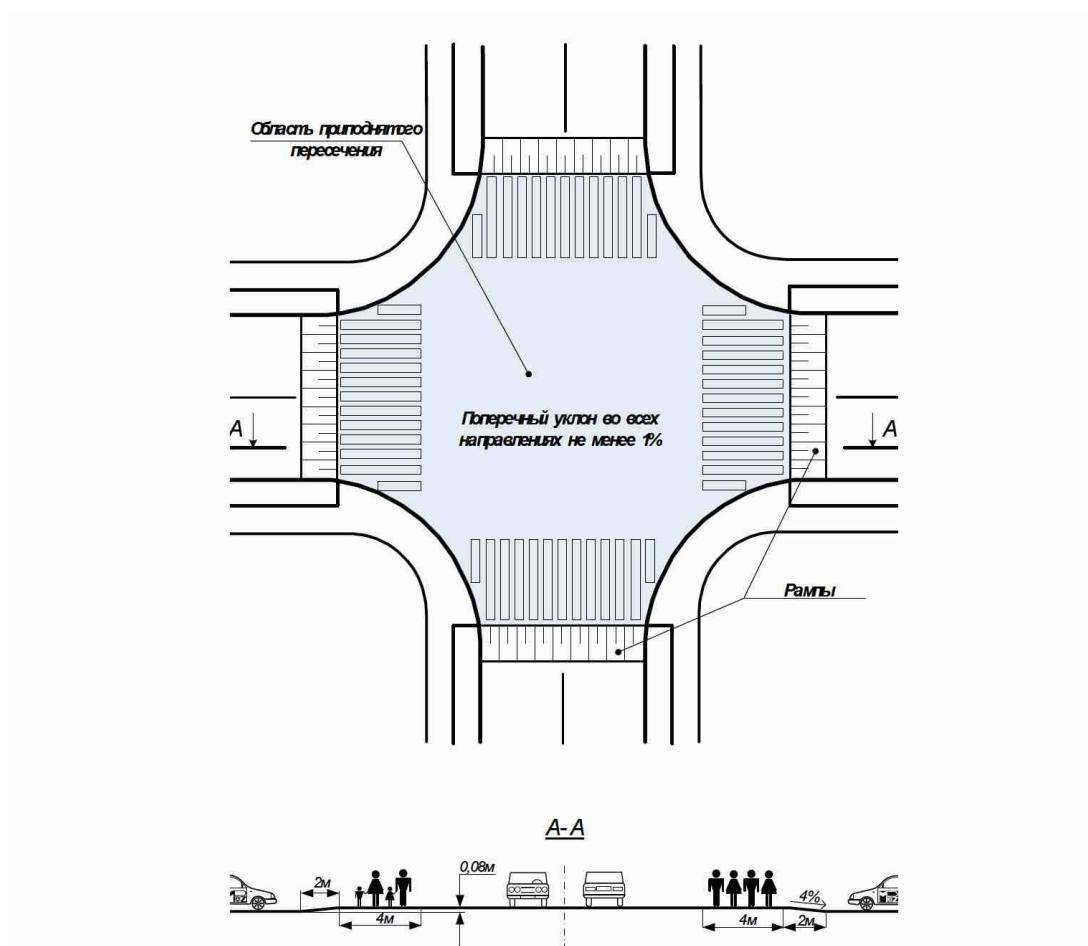 Область приподнятого
пересечения
Поперечный уклон во всех
направлениях не менее 1%
А
А
Рампы
А-А
2м
4м
0,08м
4м
4%
2м